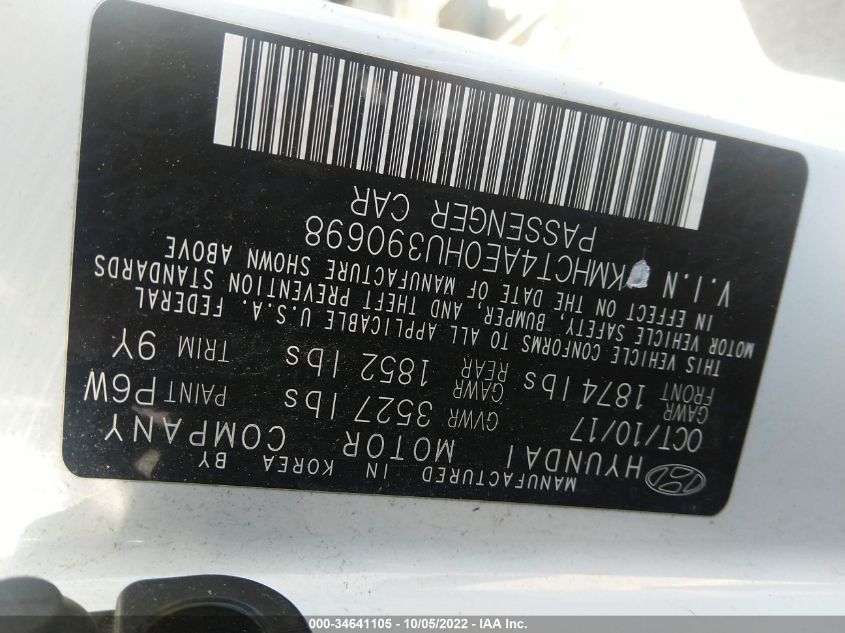 MANUFACTURED IN KOREA BY
HYUNDAI MOTOR COMPANY
OCT/10/17 GVWR 3527 lbs PAINT P6W
GAWR FRONT 1874 lbs GAWR REAR 1852 lbs TRIM 9Y
THIS VEHICLE CONFORMS TO ALL APPLICABLE U.S.A. FEDERAL
MOTOR VEHICLE SAFETY, BUMPER, AND THEFT PREVENTION STANDARDS
IN EFFECT ON THE DATE OF MANUFACTURE SHOWN ABOVE
V.I.N KMHCT4AE0HU390698
PASSENGER CAR
000-34641105 - 10/05/2022 - IAA Inc.